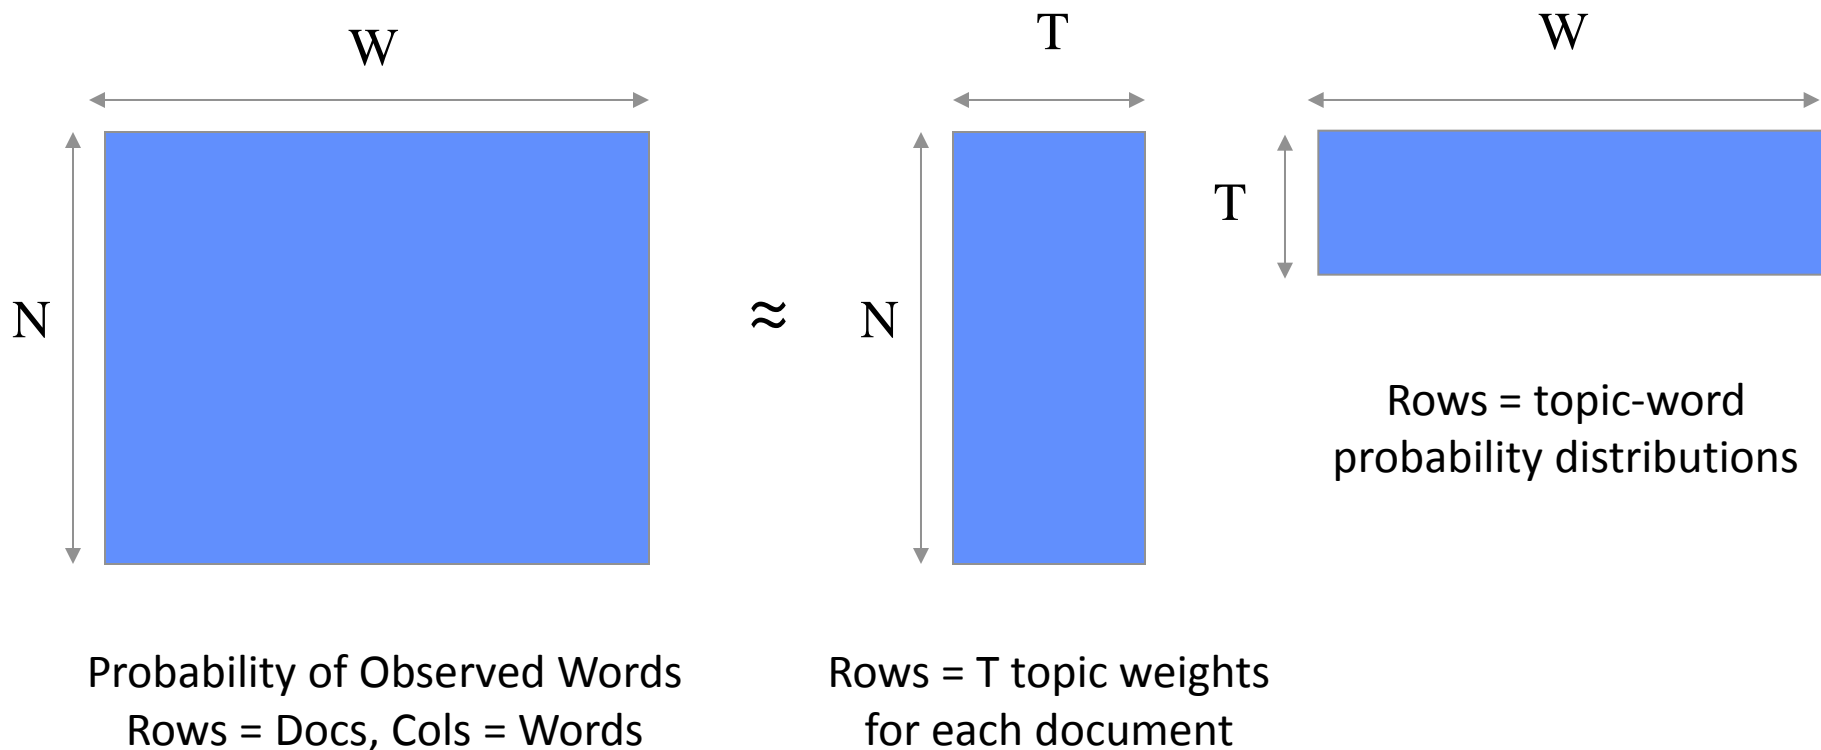 W
T
W
T
N
≈
N
Rows = topic-word
probability distributions
Probability of Observed Words
Rows = Docs, Cols = Words
Rows = T topic weights
for each document